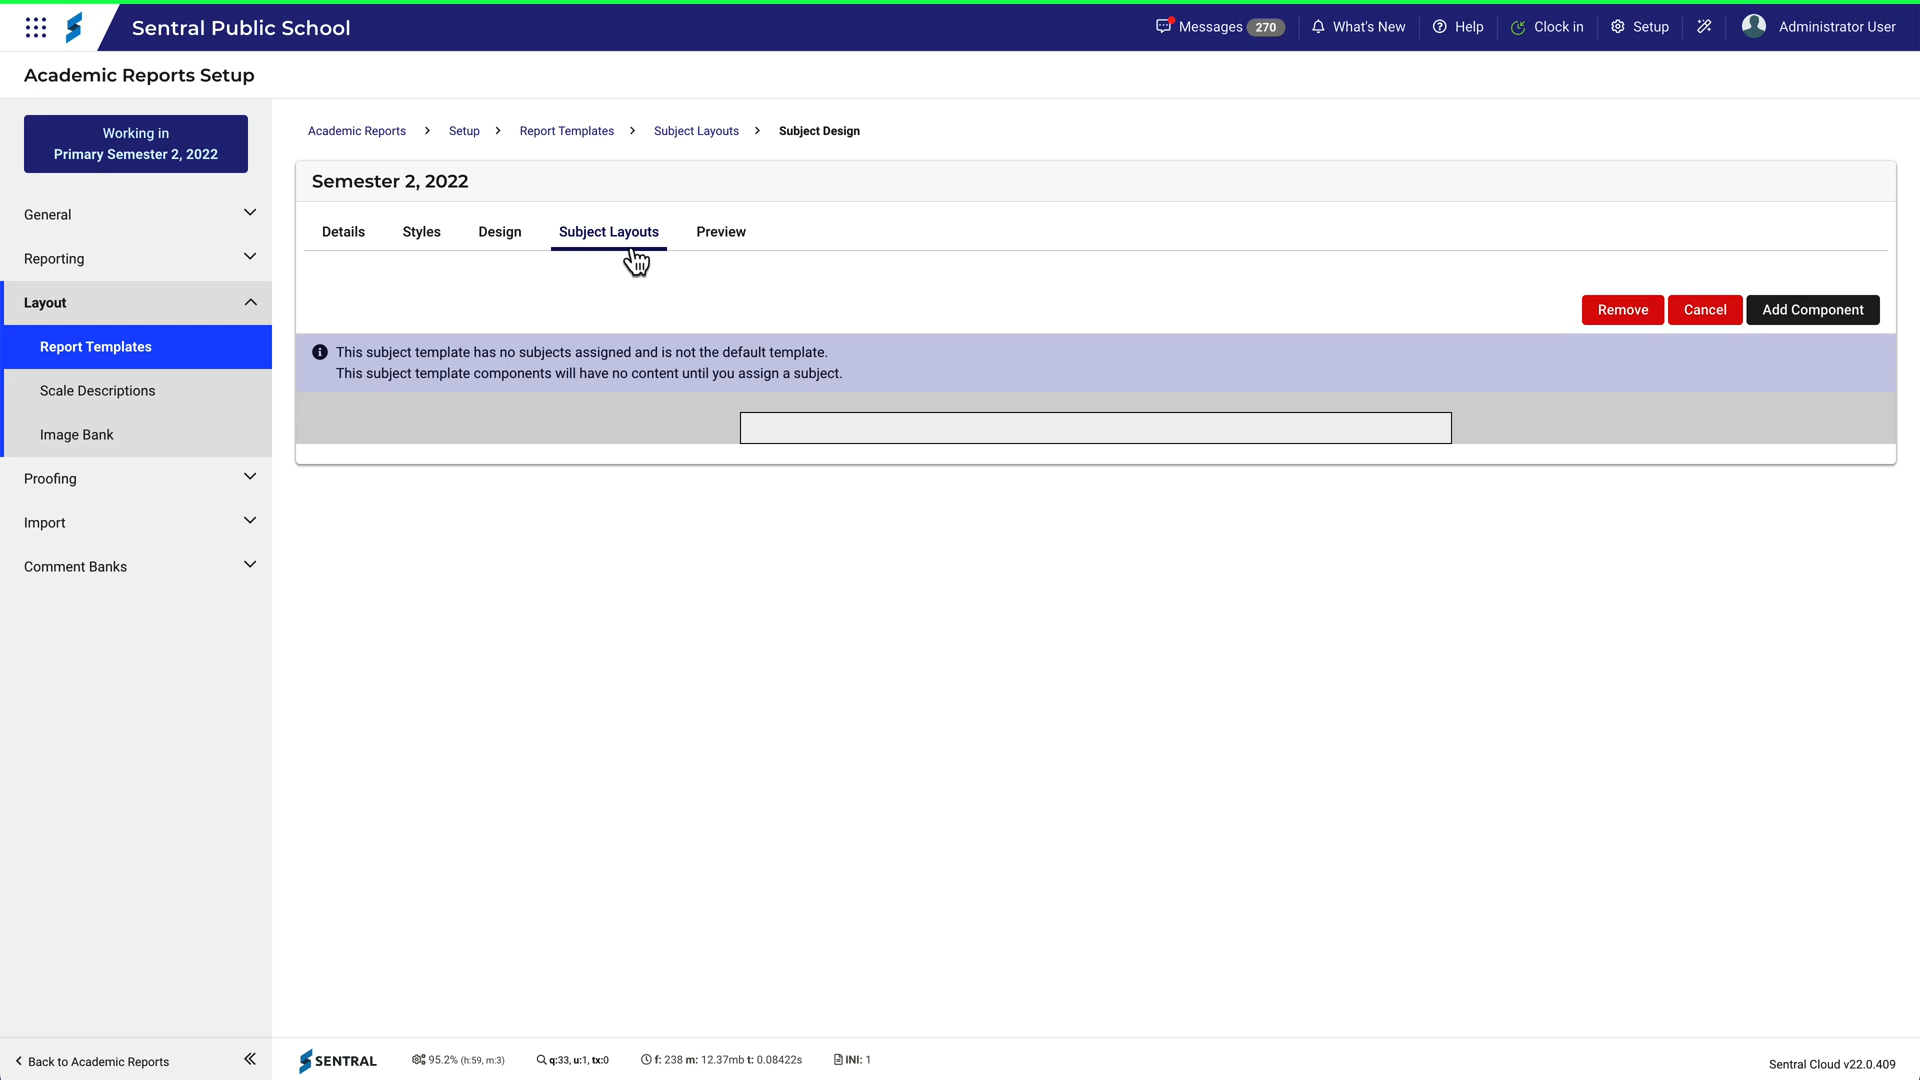 Sentral Public School
Messages 270
What's New
Help
Clock in
Setup
Administrator User
Academic Reports Setup
Working in
Primary Semester 2, 2022
General
Reporting
Layout
Report Templates
Scale Descriptions
Image Bank
Proofing
Import
Comment Banks
Back to Academic Reports
Academic Reports > Setup > Report Templates > Subject Layouts > Subject Design
Semester 2, 2022
Details Styles Design Subject Layouts Preview
Remove Cancel Add Component
This subject template has no subjects assigned and is not the default template.
This subject template components will have no content until you assign a subject.
SENTRAL
95.2% (h:59, m:3)
q:33, u:1, tx:0
f: 238 m: 12.37mb t: 0.08422s
INI: 1
Sentral Cloud v22.0.409